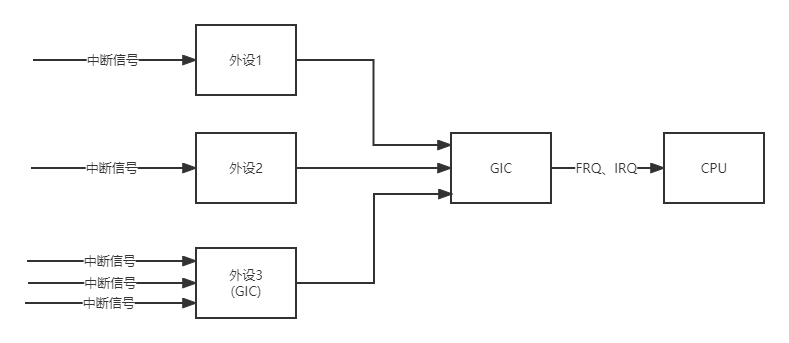 中断信号
外设1
中断信号
外设2
GIC
FRQ、IRQ
CPU
中断信号
中断信号
中断信号
外设3
(GIC)